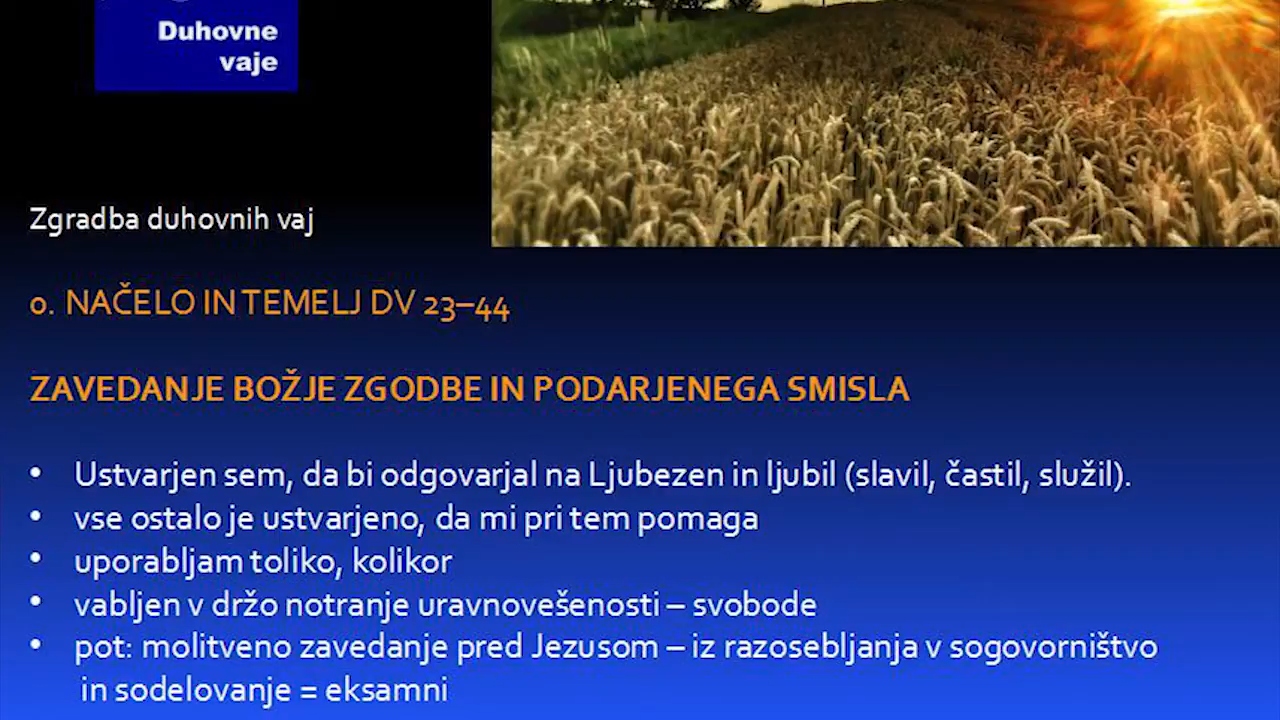 Duhovne
vaje
Zgradba duhovnih vaj
0. NAČELO IN TEMELJ DV 23–44
ZAVEDANJE BOŽJE ZGODBE IN PODARJENEGA SMISLA
• Ustvarjen sem, da bi odgovarjal na Ljubezen in ljubil (slavil, častil, služil).
• vse ostalo je ustvarjeno, da mi pri tem pomaga
• uporabljam toliko, kolikor
• vabljen v držo notranje uravnovešenosti – svobode
• pot: molitveno zavedanje pred Jezusom – iz razosebljanja v sogovorništvo
in sodelovanje = eksamni